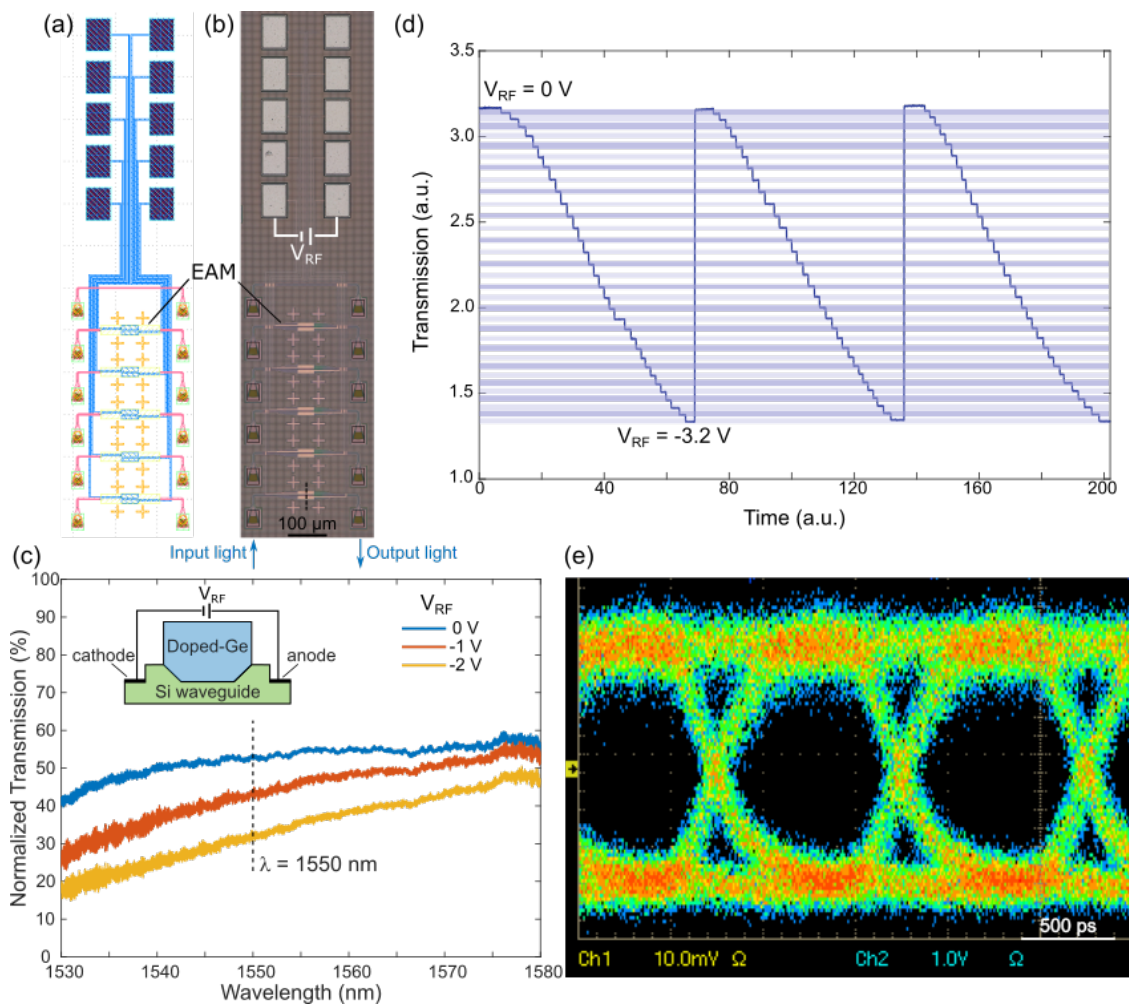 (a)
(b)
EAM
V_RF
100 μm
Input light
Output light
(d)
3.5
3.0
2.5
2.0
1.5
1.0
Transmission (a.u.)
V_RF = 0 V
V_RF = -3.2 V
0
40
80
120
160
200
Time (a.u.)
(c)
100
90
80
70
60
50
40
30
20
10
0
Normalized Transmission (%)
V_RF
cathode
Doped-Ge
anode
Si waveguide
V_RF
0 V
-1 V
-2 V
λ = 1550 nm
1530
1540
1550
1560
1570
1580
Wavelength (nm)
(e)
500 ps
Ch1 10.0mV Ω Ch2 1.0V Ω